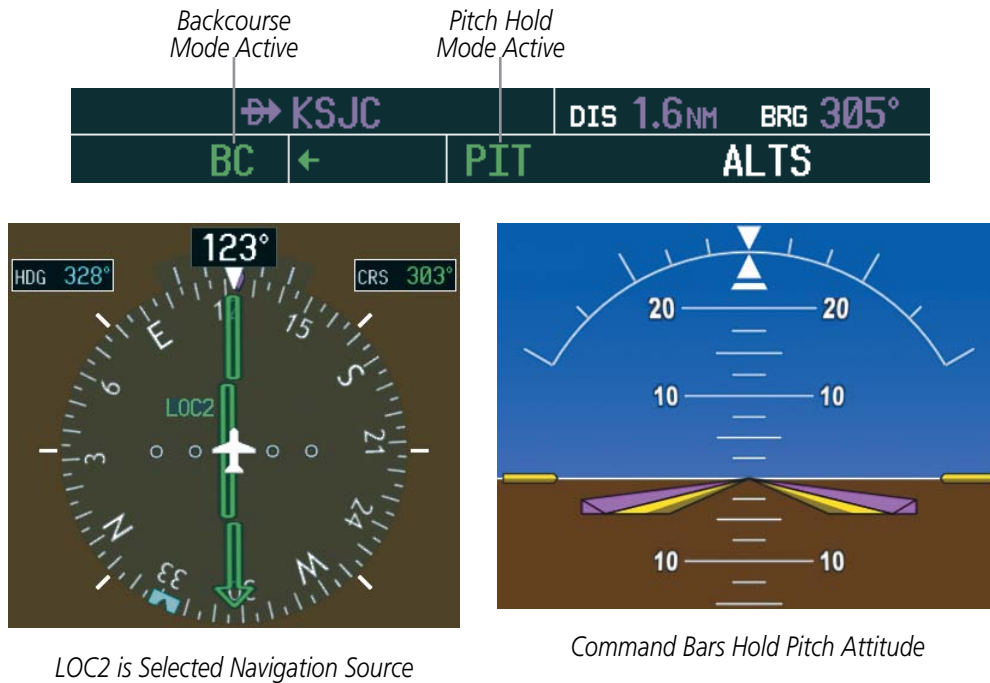 Backcourse
Mode Active
Pitch Hold
Mode Active
D KSJC
DIS 1.6NM BRG 305°
BC ← PIT ALTS
123°
HDG 328°
CRS 303°
E
15
6
S
LOC2
3
21
N
24
33
W
20 20
10 10
10 10
LOC2 is Selected Navigation Source
Command Bars Hold Pitch Attitude